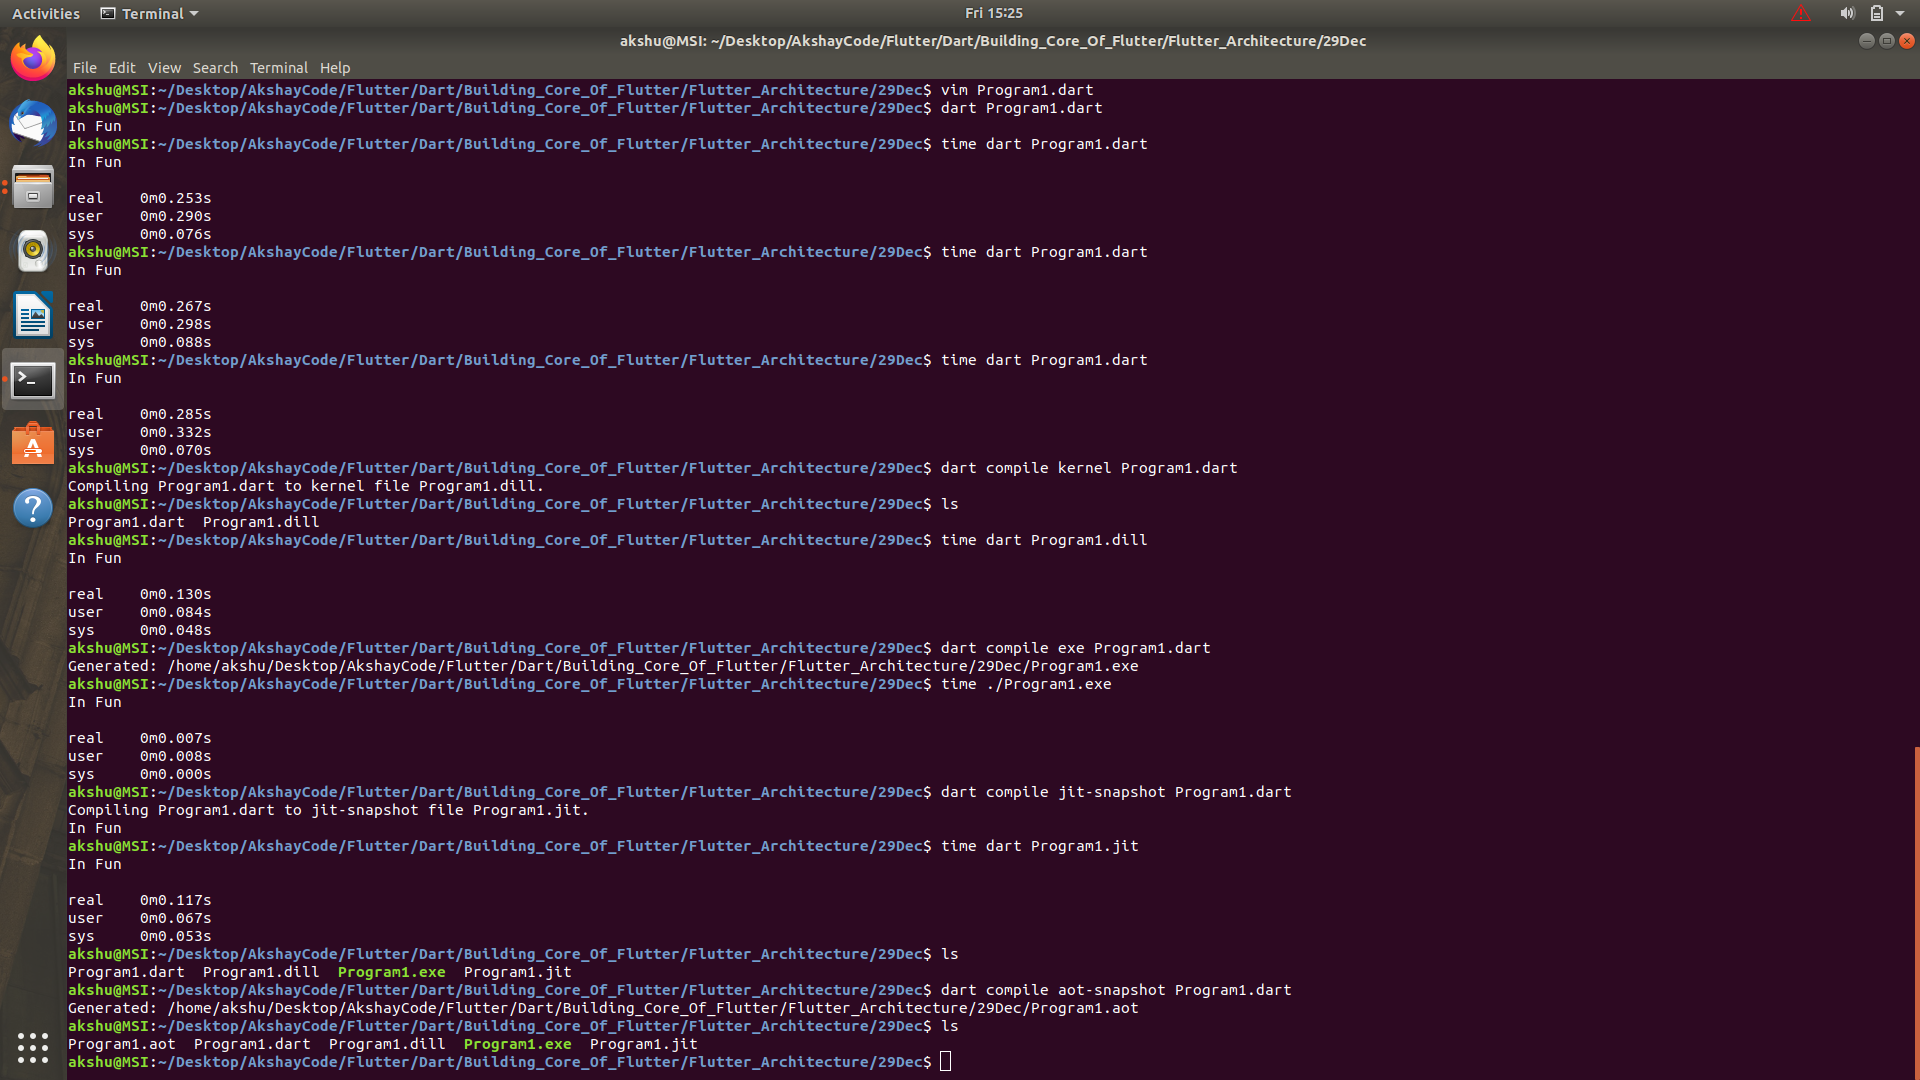 Activities Terminal Fri 15:25
akshu@MSI: ~/Desktop/AkshayCode/Flutter/Dart/Building_Core_Of_Flutter/Flutter_Architecture/29Dec
File Edit View Search Terminal Help
akshu@MSI:~/Desktop/AkshayCode/Flutter/Dart/Building_Core_Of_Flutter/Flutter_Architecture/29Dec$ vim Program1.dart
akshu@MSI:~/Desktop/AkshayCode/Flutter/Dart/Building_Core_Of_Flutter/Flutter_Architecture/29Dec$ dart Program1.dart
In Fun
akshu@MSI:~/Desktop/AkshayCode/Flutter/Dart/Building_Core_Of_Flutter/Flutter_Architecture/29Dec$ time dart Program1.dart
In Fun
real 0m0.253s
user 0m0.290s
sys 0m0.076s
akshu@MSI:~/Desktop/AkshayCode/Flutter/Dart/Building_Core_Of_Flutter/Flutter_Architecture/29Dec$ time dart Program1.dart
In Fun
real 0m0.267s
user 0m0.298s
sys 0m0.088s
akshu@MSI:~/Desktop/AkshayCode/Flutter/Dart/Building_Core_Of_Flutter/Flutter_Architecture/29Dec$ time dart Program1.dart
In Fun
real 0m0.285s
user 0m0.332s
sys 0m0.070s
akshu@MSI:~/Desktop/AkshayCode/Flutter/Dart/Building_Core_Of_Flutter/Flutter_Architecture/29Dec$ dart compile kernel Program1.dart
Compiling Program1.dart to kernel file Program1.dill.
akshu@MSI:~/Desktop/AkshayCode/Flutter/Dart/Building_Core_Of_Flutter/Flutter_Architecture/29Dec$ ls
Program1.dart Program1.dill
akshu@MSI:~/Desktop/AkshayCode/Flutter/Dart/Building_Core_Of_Flutter/Flutter_Architecture/29Dec$ time dart Program1.dill
In Fun
real 0m0.130s
user 0m0.084s
sys 0m0.048s
akshu@MSI:~/Desktop/AkshayCode/Flutter/Dart/Building_Core_Of_Flutter/Flutter_Architecture/29Dec$ dart compile exe Program1.dart
Generated: /home/akshu/Desktop/AkshayCode/Flutter/Dart/Building_Core_Of_Flutter/Flutter_Architecture/29Dec/Program1.exe
akshu@MSI:~/Desktop/AkshayCode/Flutter/Dart/Building_Core_Of_Flutter/Flutter_Architecture/29Dec$ time ./Program1.exe
In Fun
real 0m0.007s
user 0m0.008s
sys 0m0.000s
akshu@MSI:~/Desktop/AkshayCode/Flutter/Dart/Building_Core_Of_Flutter/Flutter_Architecture/29Dec$ dart compile jit-snapshot Program1.dart
Compiling Program1.dart to jit-snapshot file Program1.jit.
In Fun
akshu@MSI:~/Desktop/AkshayCode/Flutter/Dart/Building_Core_Of_Flutter/Flutter_Architecture/29Dec$ time dart Program1.jit
In Fun
real 0m0.117s
user 0m0.067s
sys 0m0.053s
akshu@MSI:~/Desktop/AkshayCode/Flutter/Dart/Building_Core_Of_Flutter/Flutter_Architecture/29Dec$ ls
Program1.dart Program1.dill Program1.exe Program1.jit
akshu@MSI:~/Desktop/AkshayCode/Flutter/Dart/Building_Core_Of_Flutter/Flutter_Architecture/29Dec$ dart compile aot-snapshot Program1.dart
Generated: /home/akshu/Desktop/AkshayCode/Flutter/Dart/Building_Core_Of_Flutter/Flutter_Architecture/29Dec/Program1.aot
akshu@MSI:~/Desktop/AkshayCode/Flutter/Dart/Building_Core_Of_Flutter/Flutter_Architecture/29Dec$ ls
Program1.aot Program1.dart Program1.dill Program1.exe Program1.jit
akshu@MSI:~/Desktop/AkshayCode/Flutter/Dart/Building_Core_Of_Flutter/Flutter_Architecture/29Dec$